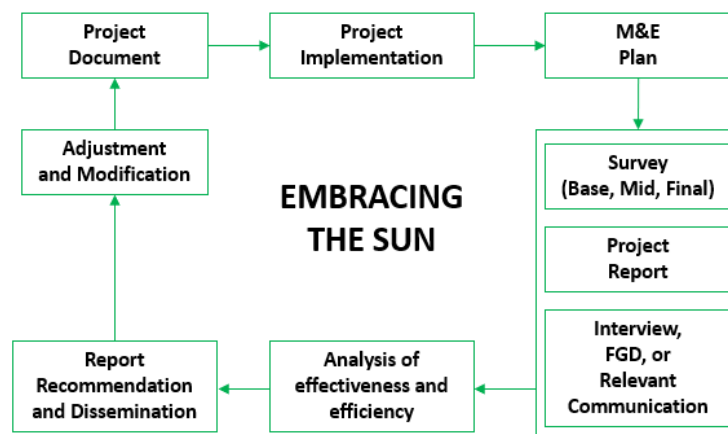 Project
Document
Project
Implementation
M&E
Plan
Adjustment
and Modification
EMBRACING
THE SUN
Survey
(Base, Mid, Final)
Project
Report
Interview,
FGD, or
Relevant
Communication
Analysis of
effectiveness and
efficiency
Report
Recommendation
and Dissemination